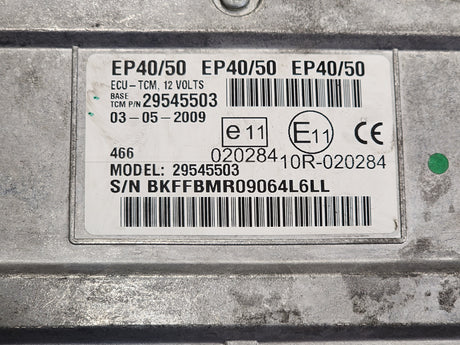 EP40/50 EP40/50 EP40/50
ECU-TCM, 12 VOLTS
BASE TCM P/N 29545503
03-05-2009
e11 E11 CE
466 020284 10R-020284
MODEL: 29545503
S/N BKFFBMR09064L6LL